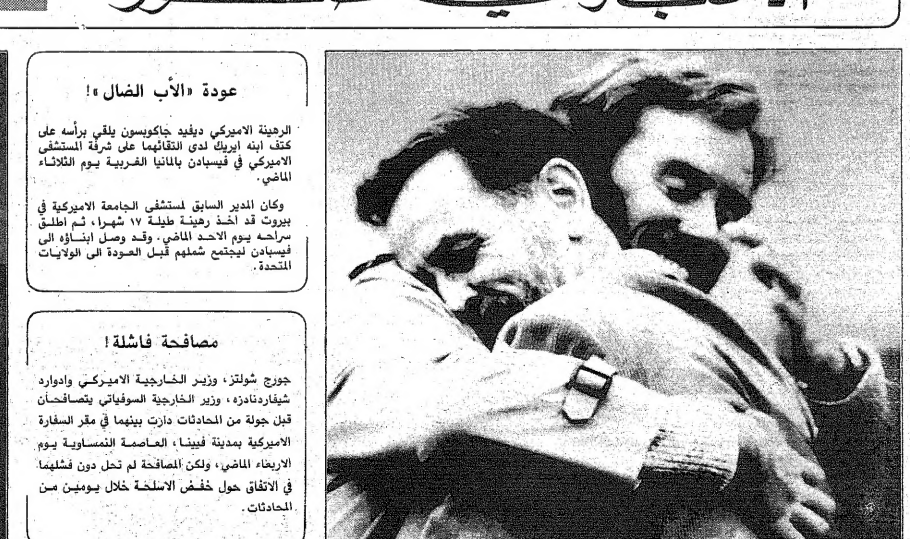 عودة «الأب الضال»!
الرهينة الاميركي ديفيد جاكوبسون يلقي برأسه على
كتف ابنه ايريك لدى التقائهما على شرفة المستشفى
الاميركي في فيسبادن بالمانيا الغربية يوم الثلاثاء
الماضي.
وكان المدير السابق لمستشفى الجامعة الاميركية في
بيروت قد اخذ رهينة طيلة ١٧ شهرا، ثم اطلق
سراحه يوم الاحد الماضي. وقد وصل ابناؤه الى
فيسبادن ليجتمع شملهم قبل العودة الى الولايات
المتحدة.
مصافحة فاشلة!
جورج شولتز، وزير الخارجية الاميركي وادوارد
شيفاردنادزه، وزير الخارجية السوفياتي يتصافحان
قبل جولة من المحادثات دارت بينهما في مقر السفارة
الاميركية بمدينة فيينا، العاصمة النمساوية يوم
الاربعاء الماضي، ولكن المصافحة لم تحل دون فشلهما
في الاتفاق حول خفض الاسلحة خلال يومين من
المحادثات.